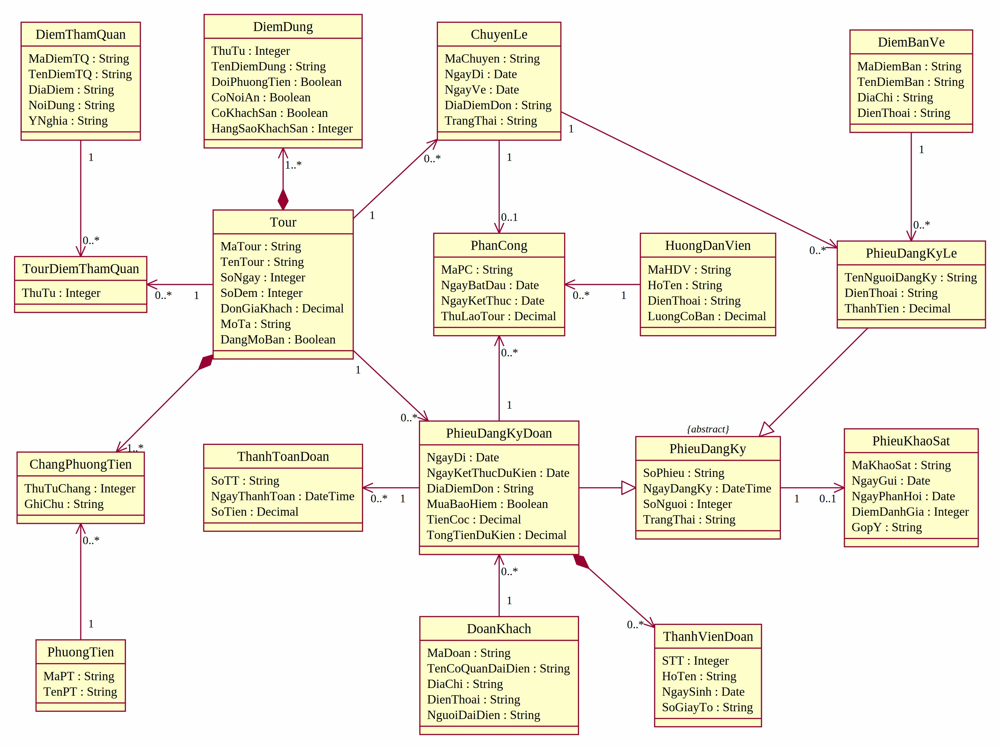 DiemThamQuan
MaDiemTQ : String
TenDiemTQ : String
DiaDiem : String
NoiDung : String
YNghia : String
1
0..*
DiemDung
ThuTu : Integer
TenDiemDung : String
DoiPhuongTien : Boolean
CoNoiAn : Boolean
CoKhachSan : Boolean
HangSaoKhachSan : Integer
1..*
ChuyenLe
MaChuyen : String
NgayDi : Date
NgayVe : Date
DiaDiemDon : String
TrangThai : String
0..*
1
1
1
0..1
0..*
DiemBanVe
MaDiemBan : String
TenDiemBan : String
DiaChi : String
DienThoai : String
1
0..*
TourDiemThamQuan
ThuTu : Integer
0..*
1
Tour
MaTour : String
TenTour : String
SoNgay : Integer
SoDem : Integer
DonGiaKhach : Decimal
MoTa : String
DangMoBan : Boolean
1
0..*
1..*
PhanCong
MaPC : String
NgayBatDau : Date
NgayKetThuc : Date
ThuLaoTour : Decimal
0..*
1
0..*
1
HuongDanVien
MaHDV : String
HoTen : String
DienThoai : String
LuongCoBan : Decimal
PhieuDangKyLe
TenNguoiDangKy : String
DienThoai : String
ThanhTien : Decimal
ChangPhuongTien
ThuTuChang : Integer
GhiChu : String
0..*
1
ThanhToanDoan
SoTT : String
NgayThanhToan : DateTime
SoTien : Decimal
0..*
1
PhieuDangKyDoan
NgayDi : Date
NgayKetThucDuKien : Date
DiaDiemDon : String
MuaBaoHiem : Boolean
TienCoc : Decimal
TongTienDuKien : Decimal
0..*
1
0..*
{abstract}
PhieuDangKy
SoPhieu : String
NgayDangKy : DateTime
SoNguoi : Integer
TrangThai : String
1
0..1
PhieuKhaoSat
MaKhaoSat : String
NgayGui : Date
NgayPhanHoi : Date
DiemDanhGia : Integer
GopY : String
PhuongTien
MaPT : String
TenPT : String
DoanKhach
MaDoan : String
TenCoQuanDaiDien : String
DiaChi : String
DienThoai : String
NguoiDaiDien : String
ThanhVienDoan
STT : Integer
HoTen : String
NgaySinh : Date
SoGiayTo : String